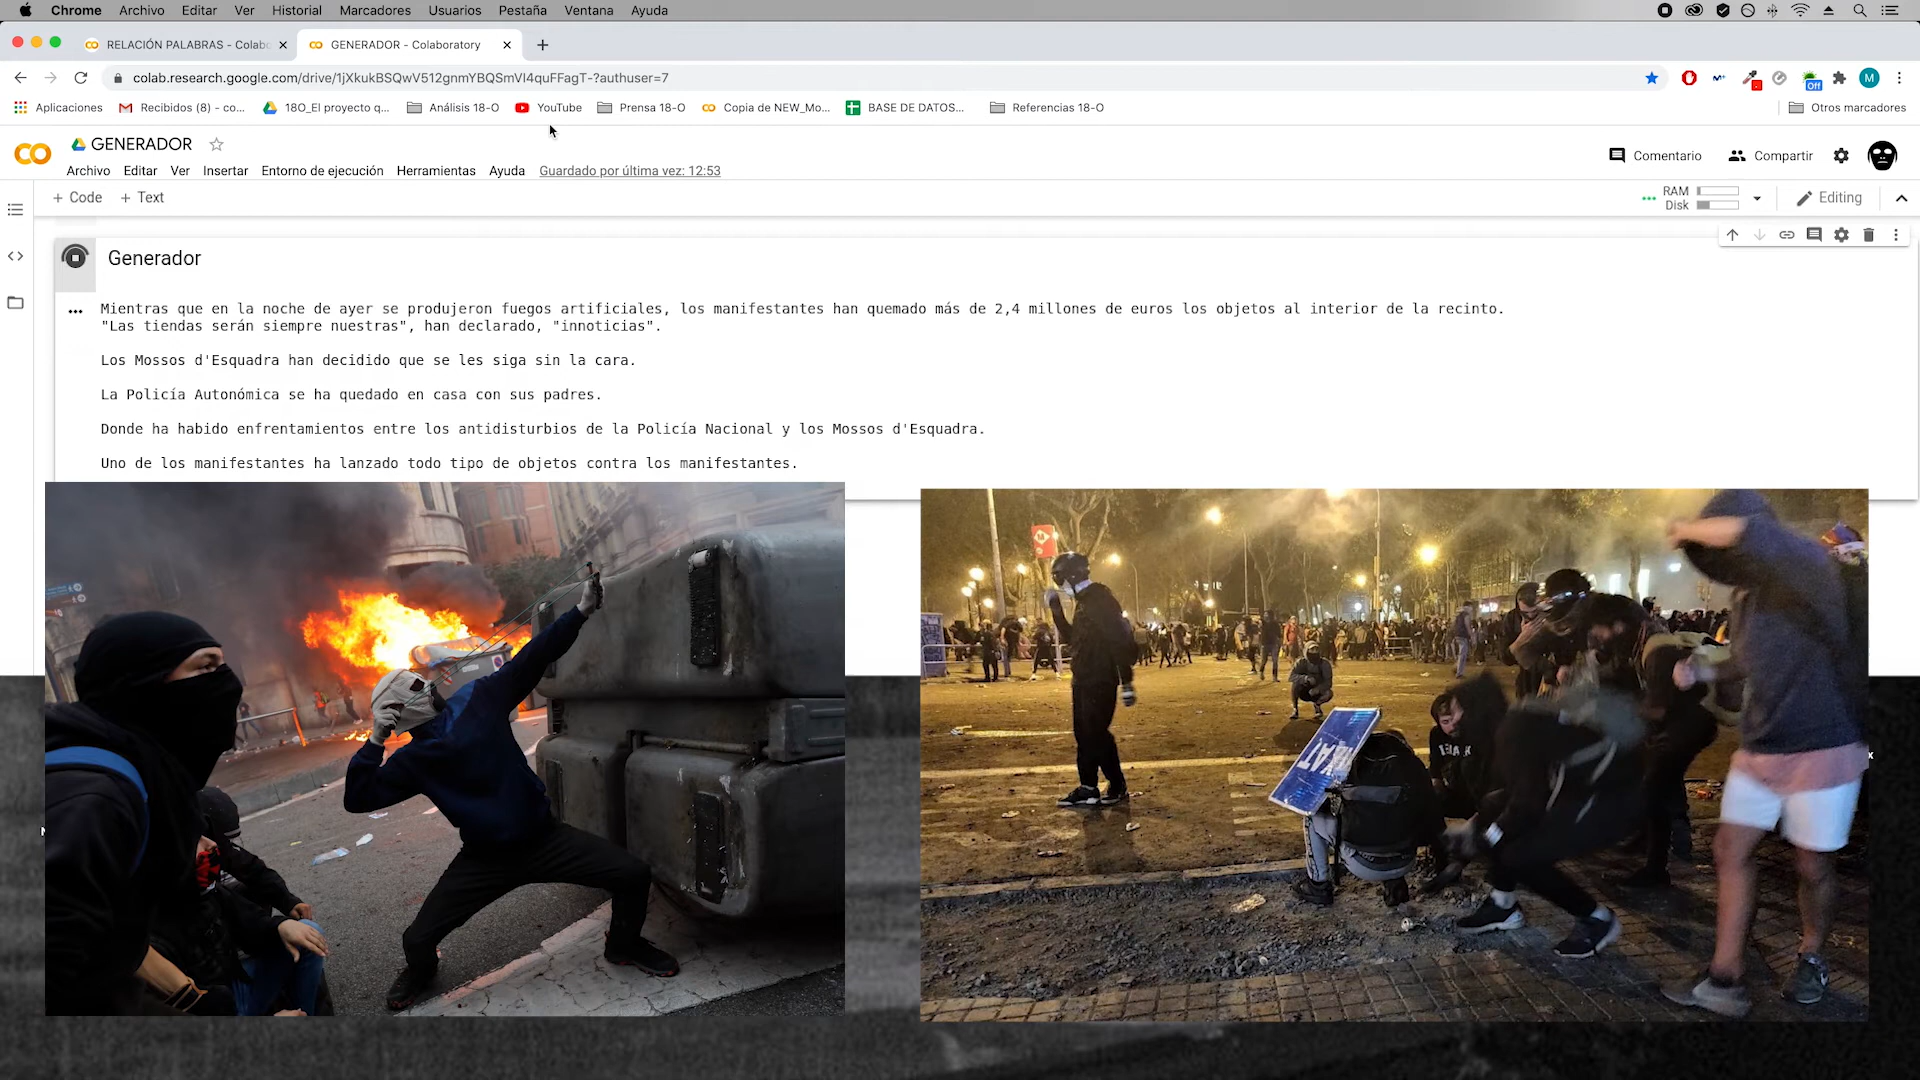 Chrome Archivo Editar Ver Historial Marcadores Usuarios Pestaña Ventana Ayuda
RELACIÓN PALABRAS - Colab
GENERADOR - Colaboratory
colab.research.google.com/drive/1jXkukBSQwV512gnmYBQSmVl4quFFagT-?authuser=7
Off
M
Aplicaciones
Recibidos (8) - co...
18O_El proyecto q...
Análisis 18-O
YouTube
Prensa 18-O
Copia de NEW_Mo...
BASE DE DATOS...
Referencias 18-O
Otros marcadores
GENERADOR
Archivo Editar Ver Insertar Entorno de ejecución Herramientas Ayuda Guardado por última vez: 12:53
Comentario
Compartir
+ Code + Text
RAM
Disk
Editing
Generador
Mientras que en la noche de ayer se produjeron fuegos artificiales, los manifestantes han quemado más de 2,4 millones de euros los objetos al interior de la recinto.
"Las tiendas serán siempre nuestras", han declarado, "innoticias".
Los Mossos d'Esquadra han decidido que se les siga sin la cara.
La Policía Autonómica se ha quedado en casa con sus padres.
Donde ha habido enfrentamientos entre los antidisturbios de la Policía Nacional y los Mossos d'Esquadra.
Uno de los manifestantes ha lanzado todo tipo de objetos contra los manifestantes.